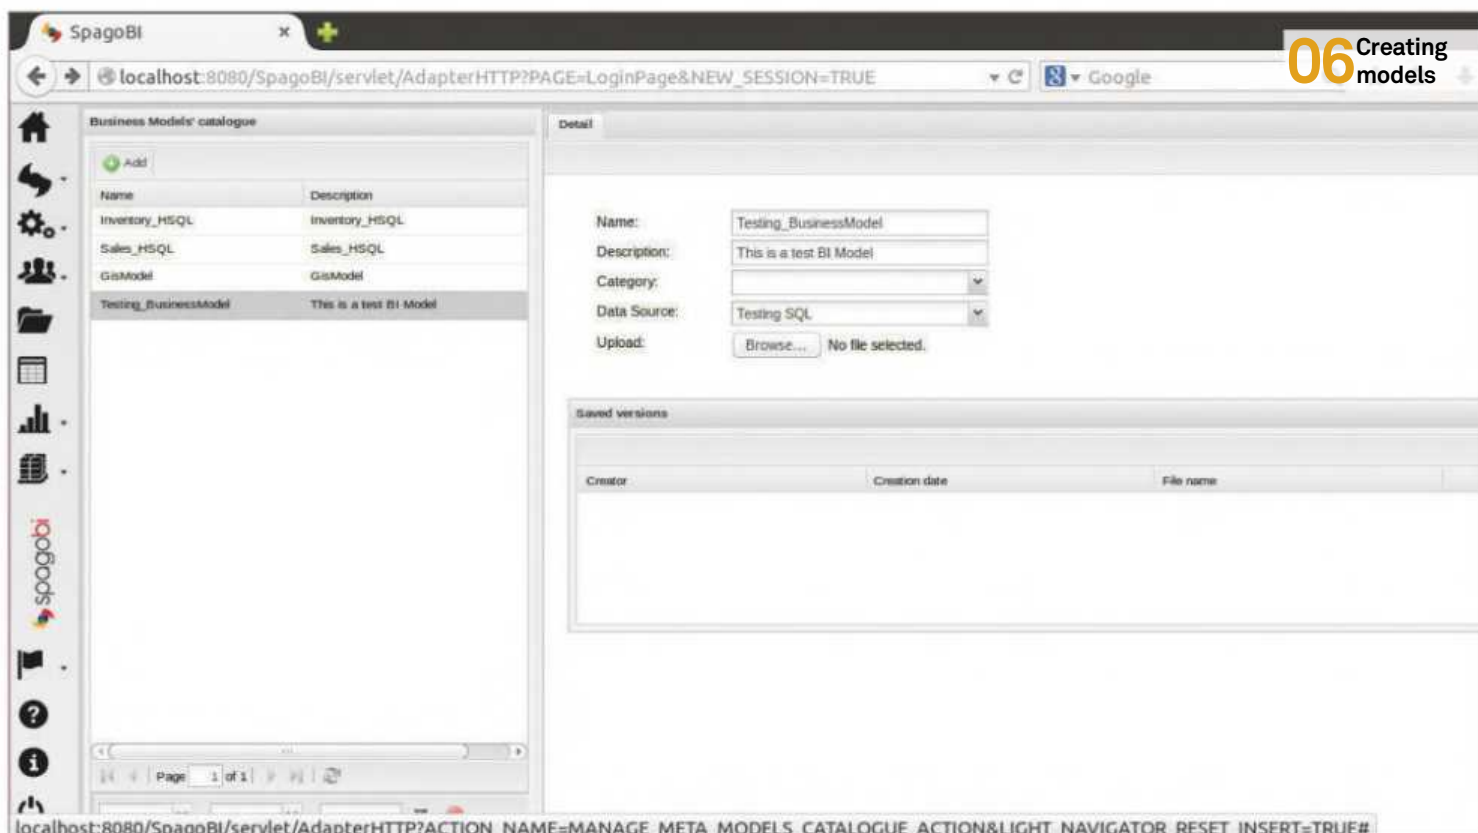 SpagoBI
06 Creating models
localhost:8080/SpagoBI/servlet/AdapterHTTP?PAGE=LoginPage&NEW_SESSION=TRUE
Google
Business Models' catalogue
Detail
Add
Name Description
Inventory_HSQL Inventory_HSQL
Sales_HSQL Sales_HSQL
GisModel GisModel
Testing_BusinessModel This is a test BI Model
Name: Testing_BusinessModel
Description: This is a test BI Model
Category:
Data Source: Testing SQL
Upload: Browse... No file selected.
Saved versions
Creator Creation date File name
spagobi
Page 1 of 1
localhost:8080/SpagoBI/servlet/AdapterHTTP?ACTION_NAME=MANAGE_META_MODELS_CATALOGUE_ACTION&LIGHT_NAVIGATOR_RESET_INSERT=TRUE#